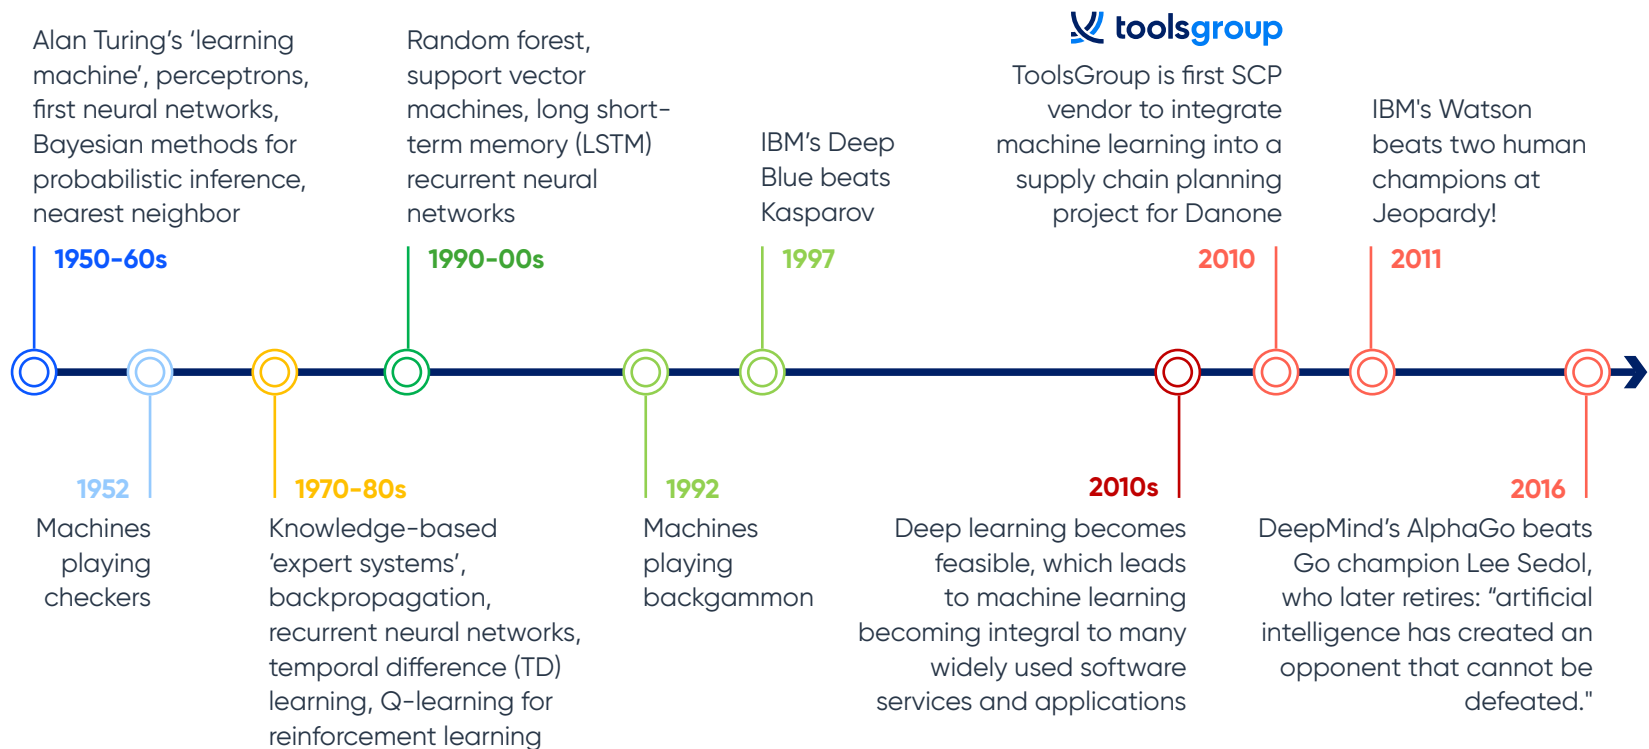 Alan Turing’s ‘learning
machine’, perceptrons,
first neural networks,
Bayesian methods for
probabilistic inference,
nearest neighbor
1950-60s
1952
Machines
playing
checkers
1970-80s
Knowledge-based
‘expert systems’,
backpropagation,
recurrent neural networks,
temporal difference (TD)
learning, Q-learning for
reinforcement learning
Random forest,
support vector
machines, long short-
term memory (LSTM)
recurrent neural
networks
1990-00s
1992
Machines
playing
backgammon
IBM’s Deep
Blue beats
Kasparov
1997
2010s
Deep learning becomes
feasible, which leads
to machine learning
becoming integral to many
widely used software
services and applications
toolsgroup
ToolsGroup is first SCP
vendor to integrate
machine learning into a
supply chain planning
project for Danone
2010
IBM's Watson
beats two human
champions at
Jeopardy!
2011
2016
DeepMind’s AlphaGo beats
Go champion Lee Sedol,
who later retires: “artificial
intelligence has created an
opponent that cannot be
defeated."